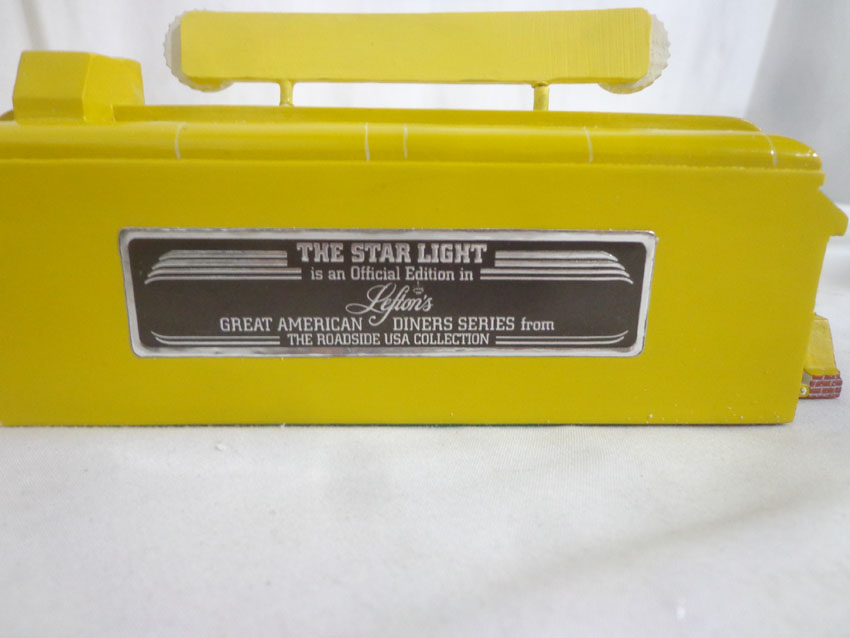 THE STAR LIGHT
is an Official Edition in
Lefton's
GREAT AMERICAN DINERS SERIES from
THE ROADSIDE USA COLLECTION